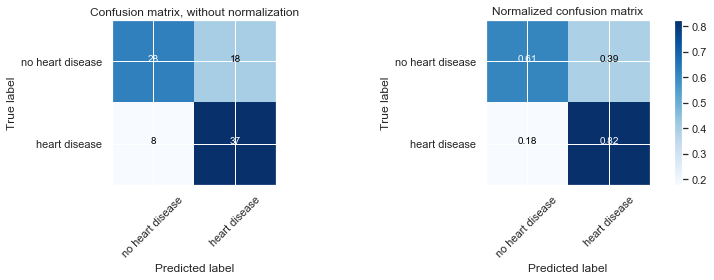 Confusion matrix, without normalization
no heart disease
heart disease
True label
28
18
8
37
no heart disease
heart disease
Predicted label
Normalized confusion matrix
no heart disease
heart disease
True label
0.61
0.39
0.18
0.82
no heart disease
heart disease
Predicted label
0.8
0.7
0.6
0.5
0.4
0.3
0.2